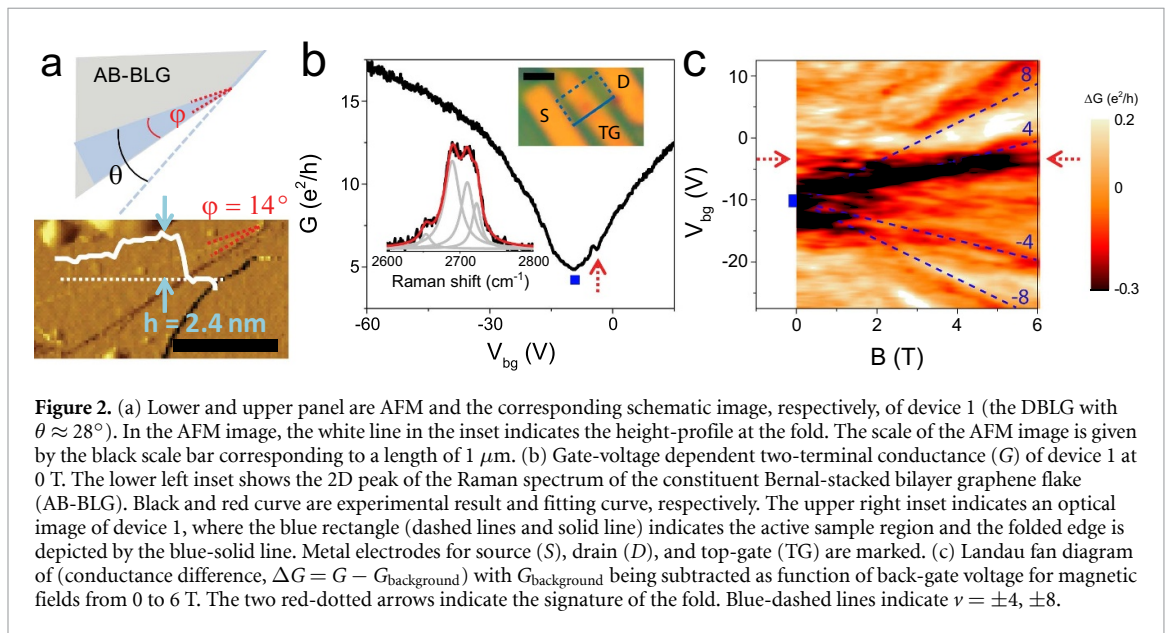 a
AB-BLG
φ
θ
φ = 14°
h = 2.4 nm
b
G (e²/h)
15
10
5
S
D
TG
2600 2700 2800
Raman shift (cm⁻¹)
-60 -30 0
V_bg (V)
c
V_bg (V)
10
0
-10
-20
8
4
-4
-8
0 2 4 6
B (T)
ΔG (e²/h)
0.2
0
-0.3
Figure 2. (a) Lower and upper panel are AFM and the corresponding schematic image, respectively, of device 1 (the DBLG with
θ ≈ 28°). In the AFM image, the white line in the inset indicates the height-profile at the fold. The scale of the AFM image is given
by the black scale bar corresponding to a length of 1 μm. (b) Gate-voltage dependent two-terminal conductance (G) of device 1 at
0 T. The lower left inset shows the 2D peak of the Raman spectrum of the constituent Bernal-stacked bilayer graphene flake
(AB-BLG). Black and red curve are experimental result and fitting curve, respectively. The upper right inset indicates an optical
image of device 1, where the blue rectangle (dashed lines and solid line) indicates the active sample region and the folded edge is
depicted by the blue-solid line. Metal electrodes for source (S), drain (D), and top-gate (TG) are marked. (c) Landau fan diagram
of (conductance difference, ΔG = G − G_background) with G_background being subtracted as function of back-gate voltage for magnetic
fields from 0 to 6 T. The two red-dotted arrows indicate the signature of the fold. Blue-dashed lines indicate ν = ±4, ±8.